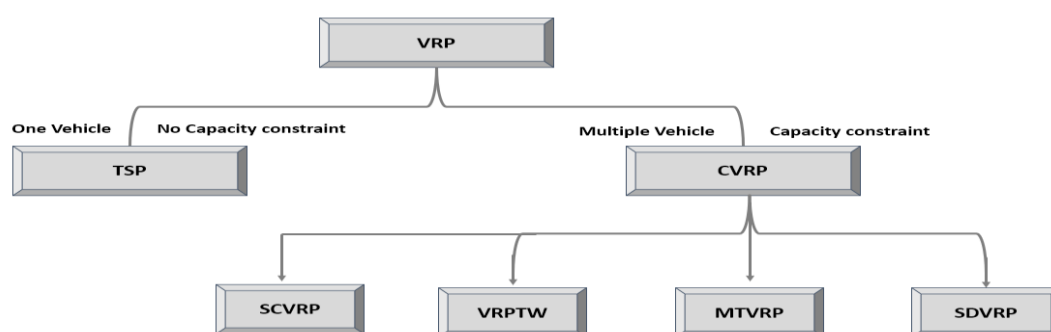 VRP
One Vehicle No Capacity constraint
Multiple Vehicle Capacity constraint
TSP
CVRP
SCVRP
VRPTW
MTVRP
SDVRP